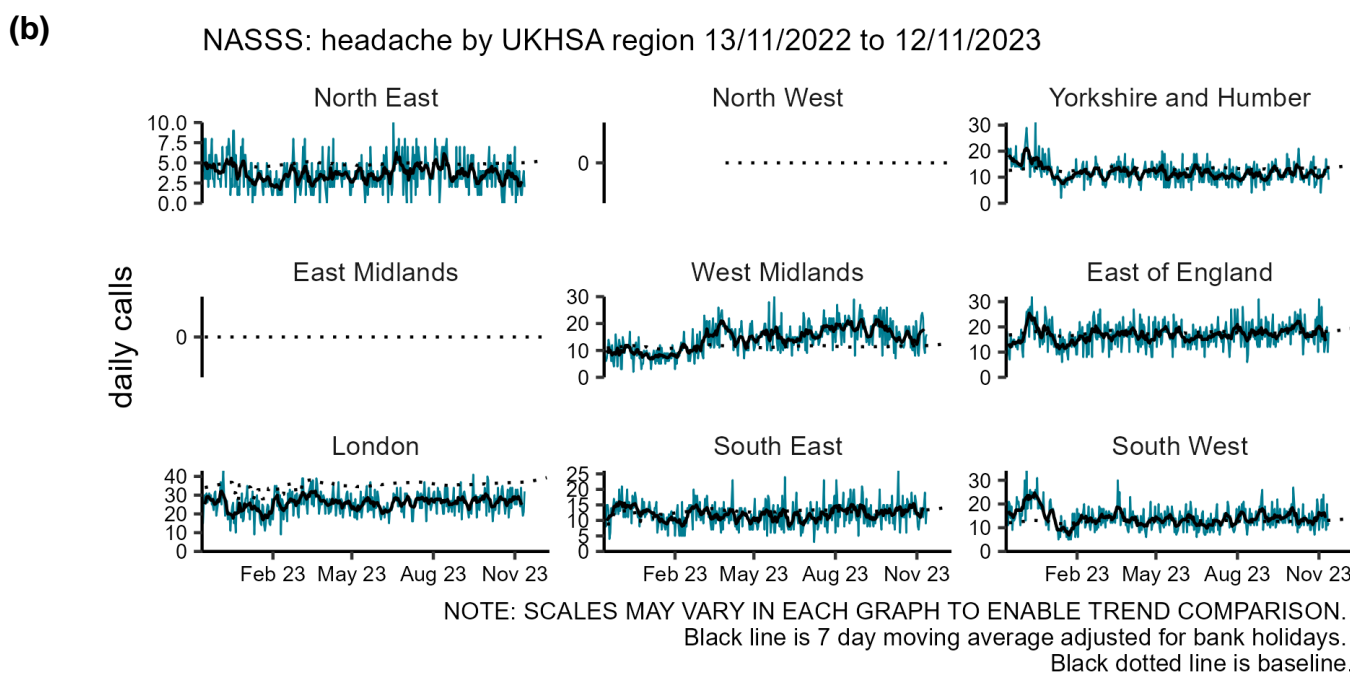 (b)
NASSS: headache by UKHSA region 13/11/2022 to 12/11/2023
North East
North West
Yorkshire and Humber
10.0
7.5
5.0
2.5
0.0
0
30
20
10
0
daily calls
East Midlands
West Midlands
East of England
0
30
20
10
0
30
20
10
0
London
South East
South West
40
30
20
10
0
25
20
15
10
5
0
30
20
10
0
Feb 23 May 23 Aug 23 Nov 23
Feb 23 May 23 Aug 23 Nov 23
Feb 23 May 23 Aug 23 Nov 23
NOTE: SCALES MAY VARY IN EACH GRAPH TO ENABLE TREND COMPARISON.
Black line is 7 day moving average adjusted for bank holidays.
Black dotted line is baseline.